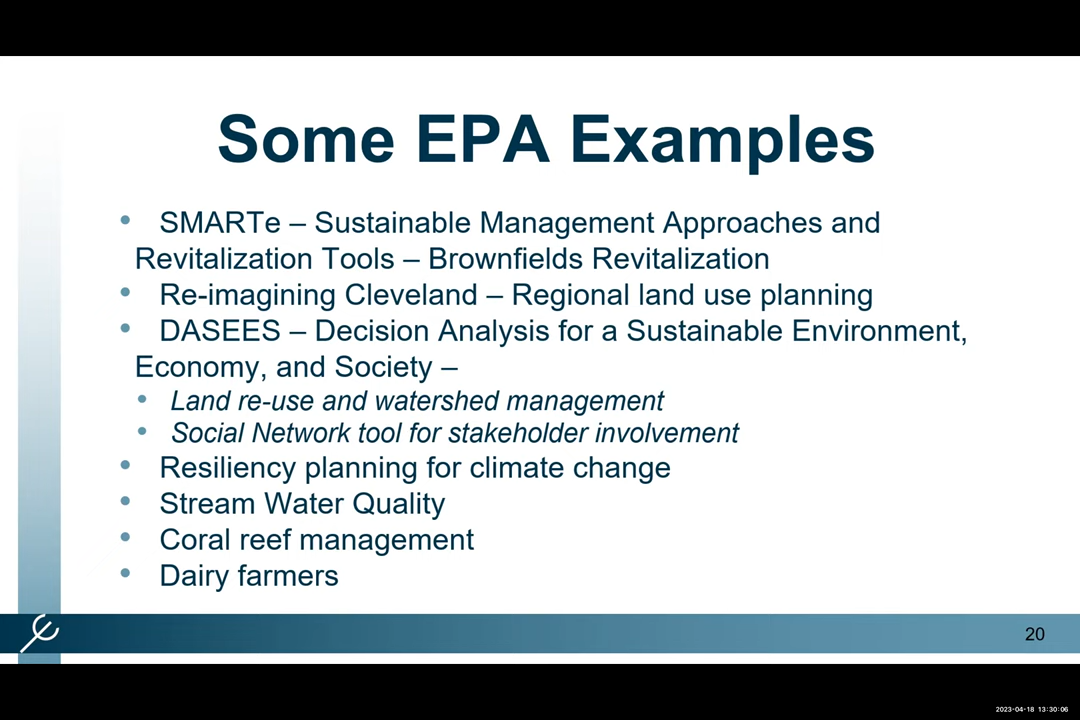 Some EPA Examples
• SMARTe – Sustainable Management Approaches and
Revitalization Tools – Brownfields Revitalization
• Re-imagining Cleveland – Regional land use planning
• DASEES – Decision Analysis for a Sustainable Environment,
Economy, and Society –
• Land re-use and watershed management
• Social Network tool for stakeholder involvement
• Resiliency planning for climate change
• Stream Water Quality
• Coral reef management
• Dairy farmers
20
2023-04-18 13:30:06